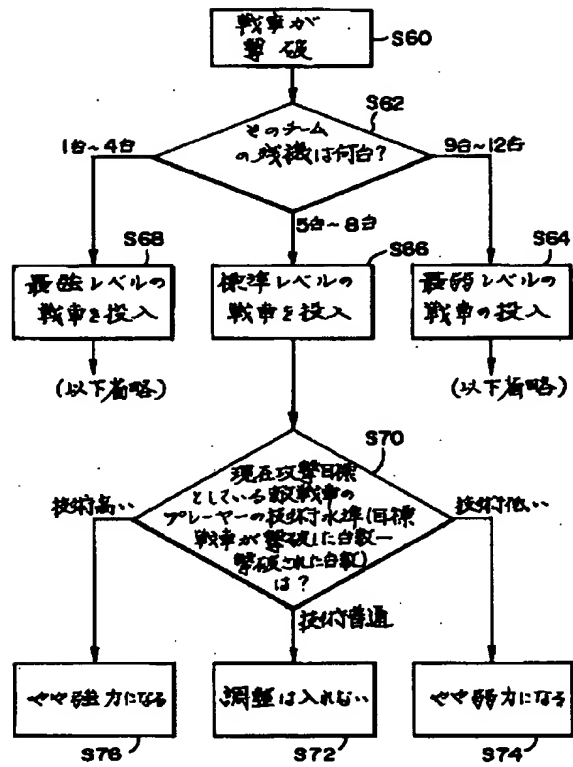 戦車が
撃破
S60
S62
そのチーム
の残機は何台?
1台~4台
9台~12台
5台~8台
S68
S66
S64
最強レベルの
戦車を投入
標準レベルの
戦車を投入
最弱レベルの
戦車の投入
(以下省略)
(以下省略)
S70
現在攻撃目標
としている敵戦車の
プレーヤーの技術水準(目標
戦車が撃破した台数ー
撃破された台数)
は?
技術高い
技術低い
技術普通
やや強力になる
調整は入れない
やや弱力になる
S76
S72
S74